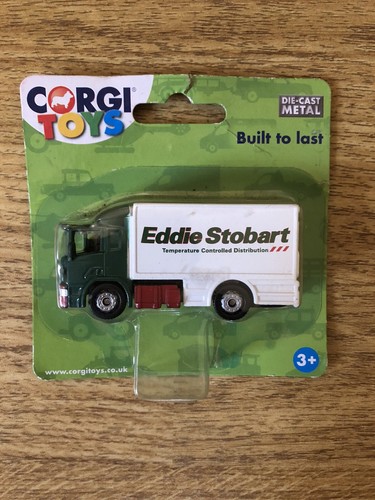 CORGI
TOYS
DIE-CAST
METAL
Built to last
Eddie Stobart
Temperature Controlled Distribution
3+
www.corgitoys.co.uk